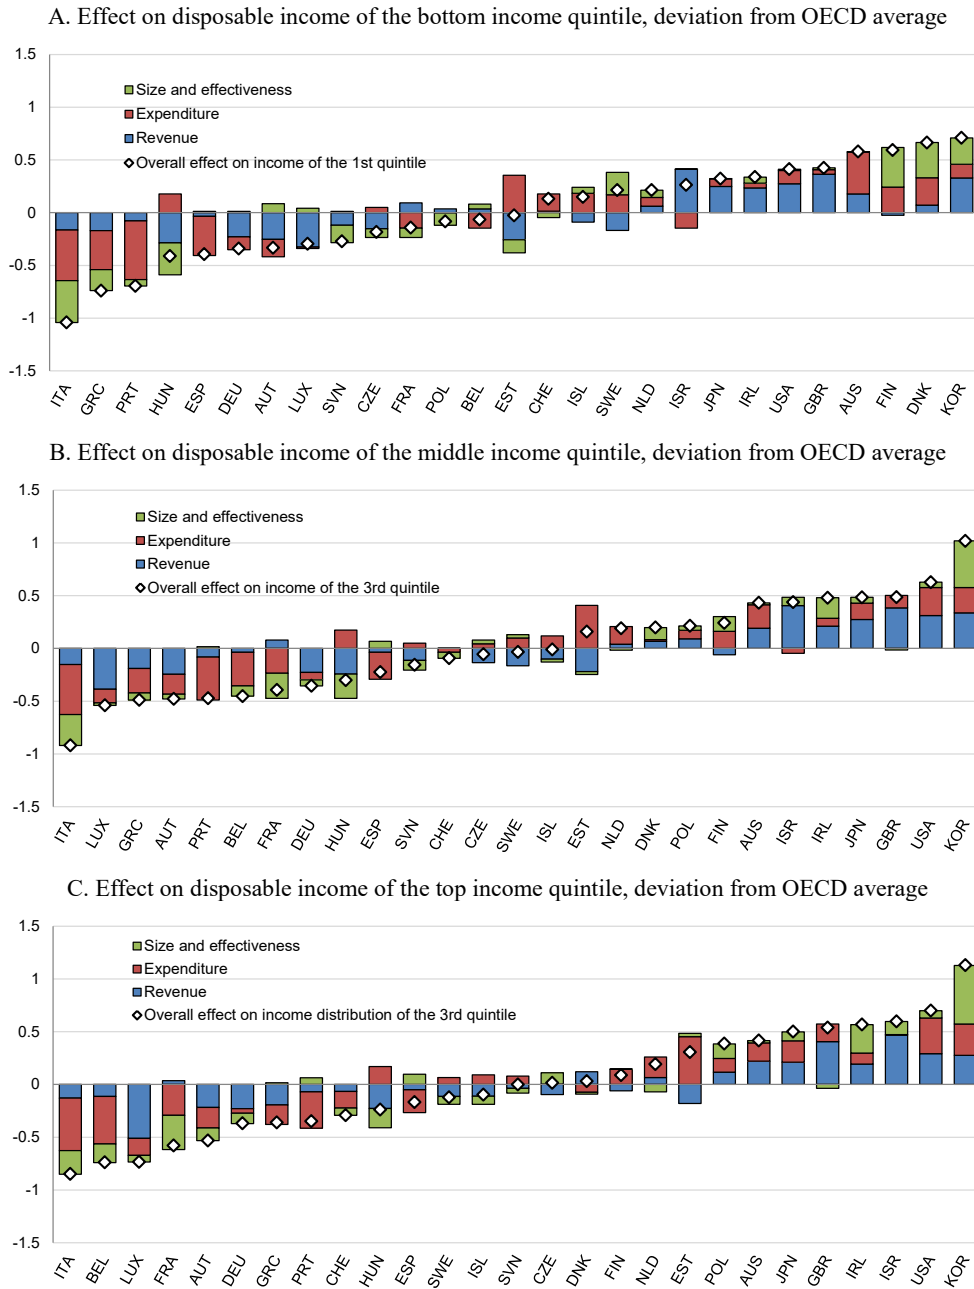 A. Effect on disposable income of the bottom income quintile, deviation from OECD average
1.5
Size and effectiveness
1
Expenditure
Revenue
Overall effect on income of the 1st quintile
0.5
0
-0.5
-1
-1.5
ITA GRC PRT HUN ESP DEU AUT LUX SVN CZE FRA POL BEL EST CHE ISL SWE NLD ISR JPN IRL USA GBR AUS FIN DNK KOR
B. Effect on disposable income of the middle income quintile, deviation from OECD average
1.5
Size and effectiveness
1
Expenditure
Revenue
Overall effect on income of the 3rd quintile
0.5
0
-0.5
-1
-1.5
ITA LUX GRC AUT PRT BEL FRA DEU HUN ESP SVN CHE CZE SWE ISL EST NLD DNK POL FIN AUS ISR IRL JPN GBR USA KOR
C. Effect on disposable income of the top income quintile, deviation from OECD average
1.5
Size and effectiveness
1
Expenditure
Revenue
Overall effect on income distribution of the 3rd quintile
0.5
0
-0.5
-1
-1.5
ITA BEL LUX FRA AUT DEU GRC PRT CHE HUN ESP SWE ISL SVN CZE DNK FIN NLD EST POL AUS JPN GBR IRL ISR USA KOR